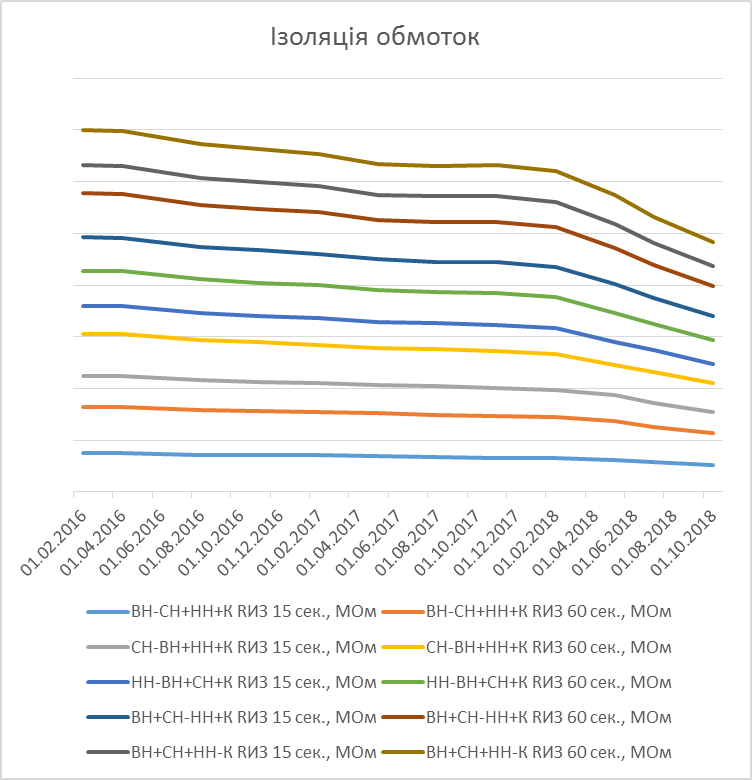 Ізоляція обмоток
01.02.2016
01.04.2016
01.06.2016
01.08.2016
01.10.2016
01.12.2016
01.02.2017
01.04.2017
01.06.2017
01.08.2017
01.10.2017
01.12.2017
01.02.2018
01.04.2018
01.06.2018
01.08.2018
01.10.2018
ВН-СН+НН+К RИЗ 15 сек., МОм ВН-СН+НН+К RИЗ 60 сек., МОм
СН-ВН+НН+К RИЗ 15 сек., МОм СН-ВН+НН+К RИЗ 60 сек., МОм
НН-ВН+СН+К RИЗ 15 сек., МОм НН-ВН+СН+К RИЗ 60 сек., МОм
ВН+СН-НН+К RИЗ 15 сек., МОм ВН+СН-НН+К RИЗ 60 сек., МОм
ВН+СН+НН-К RИЗ 15 сек., МОм ВН+СН+НН-К RИЗ 60 сек., МОм